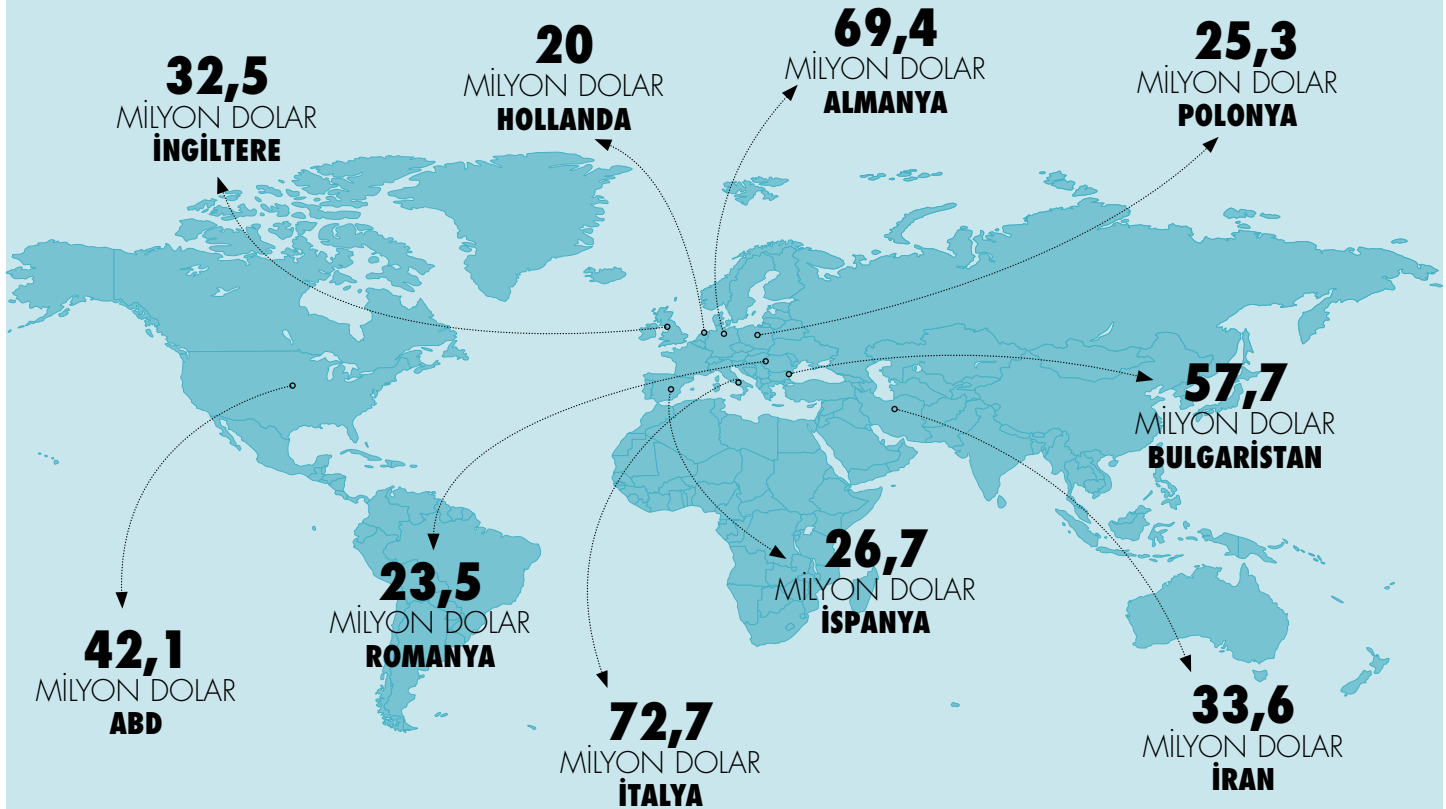 32,5
MİLYON DOLAR
İNGİLTERE
20
MİLYON DOLAR
HOLLANDA
69,4
MİLYON DOLAR
ALMANYA
25,3
MİLYON DOLAR
POLONYA
57,7
MİLYON DOLAR
BULGARİSTAN
42,1
MİLYON DOLAR
ABD
23,5
MİLYON DOLAR
ROMANYA
72,7
MİLYON DOLAR
İTALYA
26,7
MİLYON DOLAR
İSPANYA
33,6
MİLYON DOLAR
İRAN